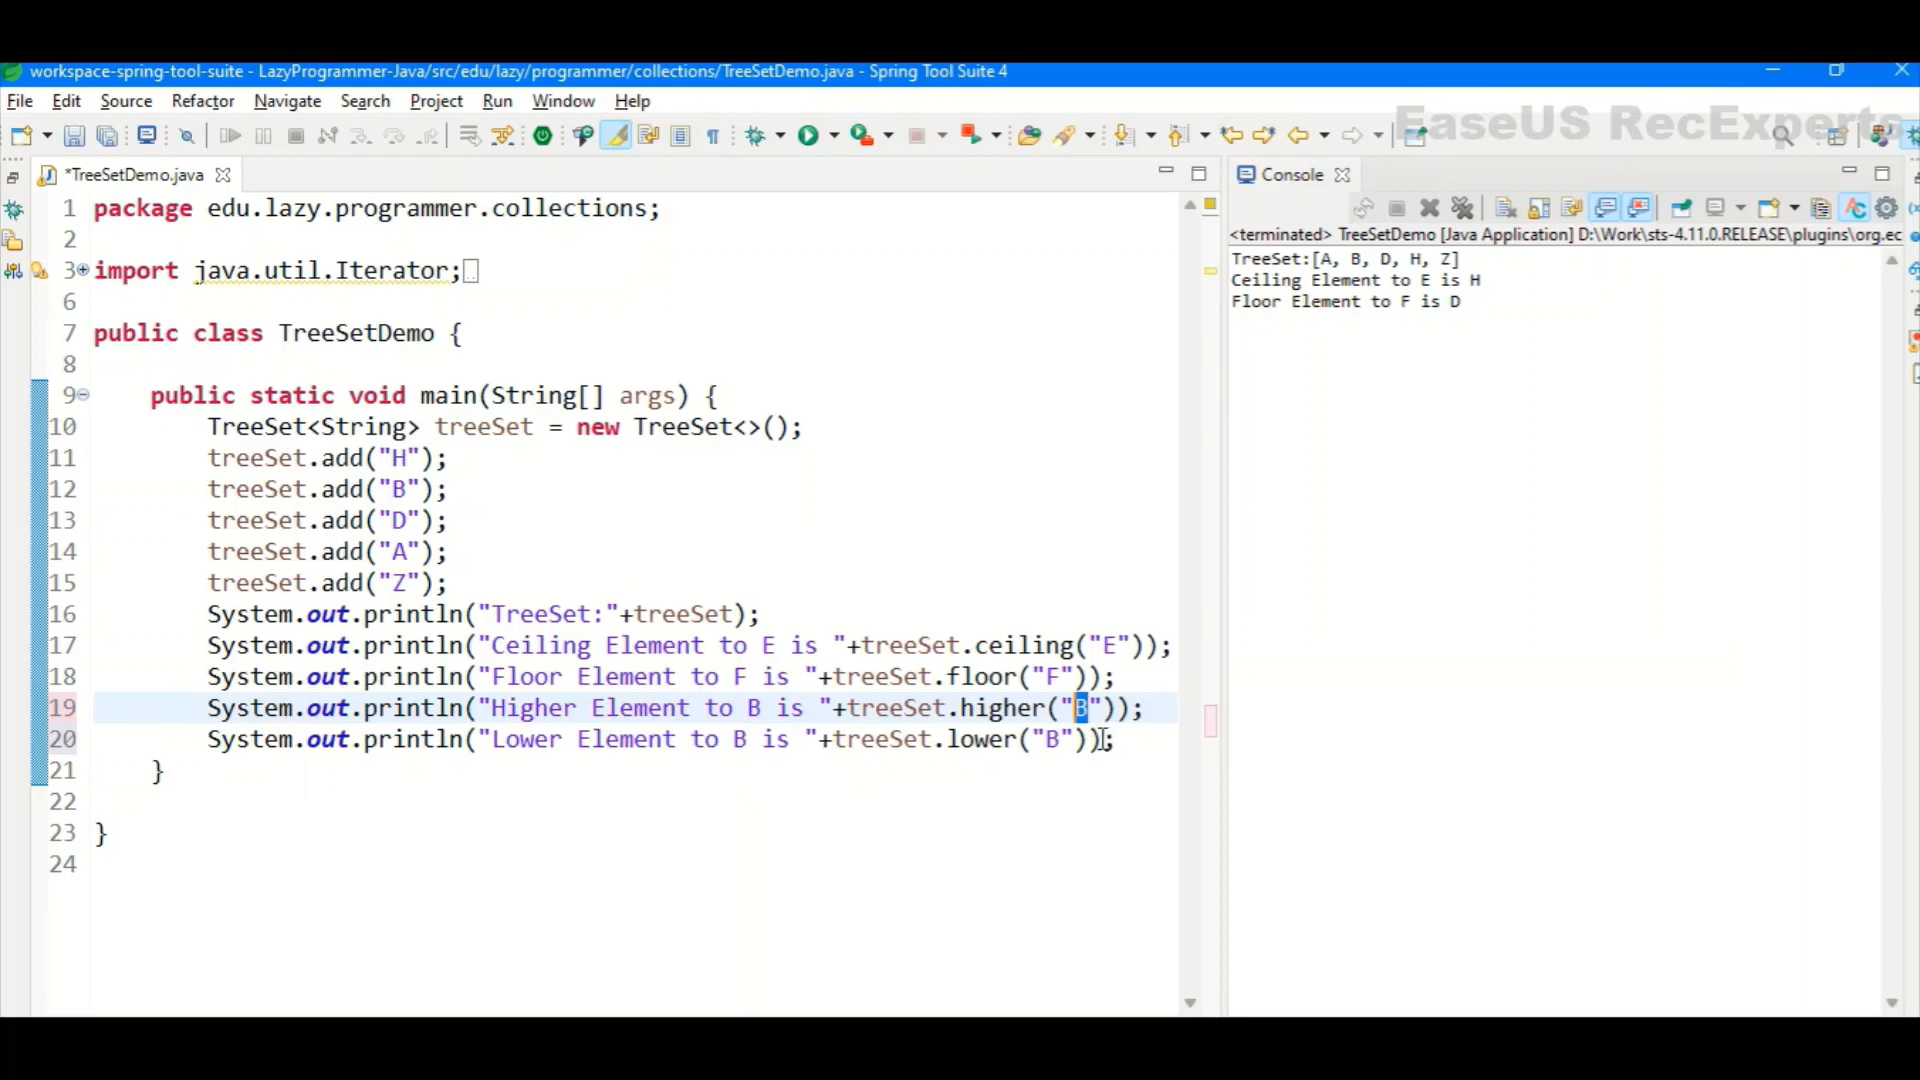 workspace-spring-tool-suite - LazyProgrammer-Java/src/edu/lazy/programmer/collections/TreeSetDemo.java - Spring Tool Suite 4
File Edit Source Refactor Navigate Search Project Run Window Help
EaseUS RecExperts
*TreeSetDemo.java
1 package edu.lazy.programmer.collections;
2
3 import java.util.Iterator;
6
7 public class TreeSetDemo {
8
9 public static void main(String[] args) {
10 TreeSet<String> treeSet = new TreeSet<>();
11 treeSet.add("H");
12 treeSet.add("B");
13 treeSet.add("D");
14 treeSet.add("A");
15 treeSet.add("Z");
16 System.out.println("TreeSet:"+treeSet);
17 System.out.println("Ceiling Element to E is "+treeSet.ceiling("E"));
18 System.out.println("Floor Element to F is "+treeSet.floor("F"));
19 System.out.println("Higher Element to B is "+treeSet.higher("B"));
20 System.out.println("Lower Element to B is "+treeSet.lower("B"));
21 }
22
23 }
24
Console
<terminated> TreeSetDemo [Java Application] D:\Work\sts-4.11.0.RELEASE\plugins\org.ec
TreeSet:[A, B, D, H, Z]
Ceiling Element to E is H
Floor Element to F is D